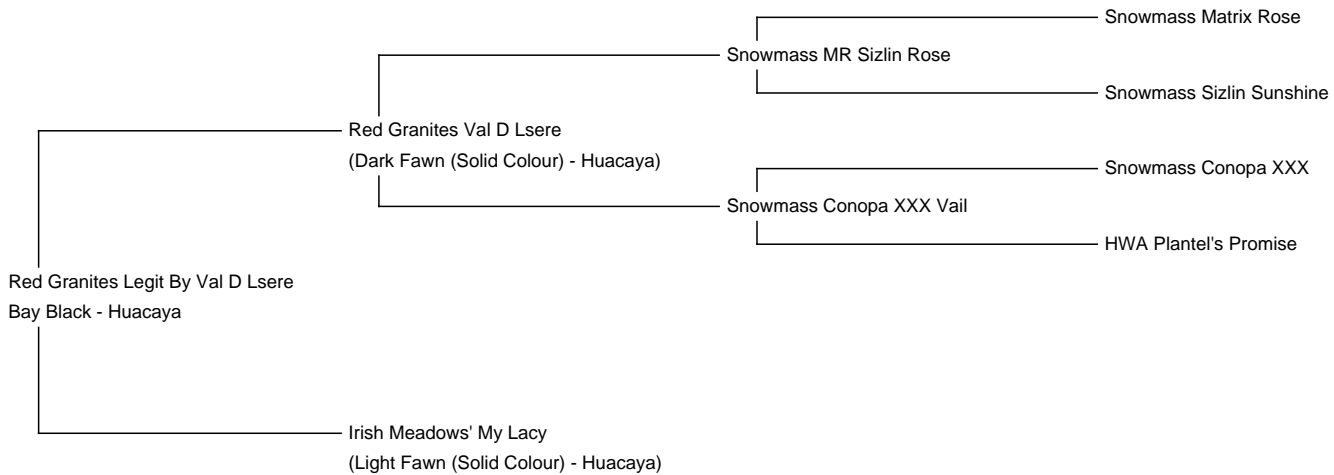 Snowmass Matrix Rose
Snowmass MR Sizlin Rose
Snowmass Sizlin Sunshine
Red Granites Val D Lsere
(Dark Fawn (Solid Colour) - Huacaya)
Snowmass Conopa XXX
Snowmass Conopa XXX Vail
HWA Plantel's Promise
Red Granites Legit By Val D Lsere
Bay Black - Huacaya
Irish Meadows' My Lacy
(Light Fawn (Solid Colour) - Huacaya)